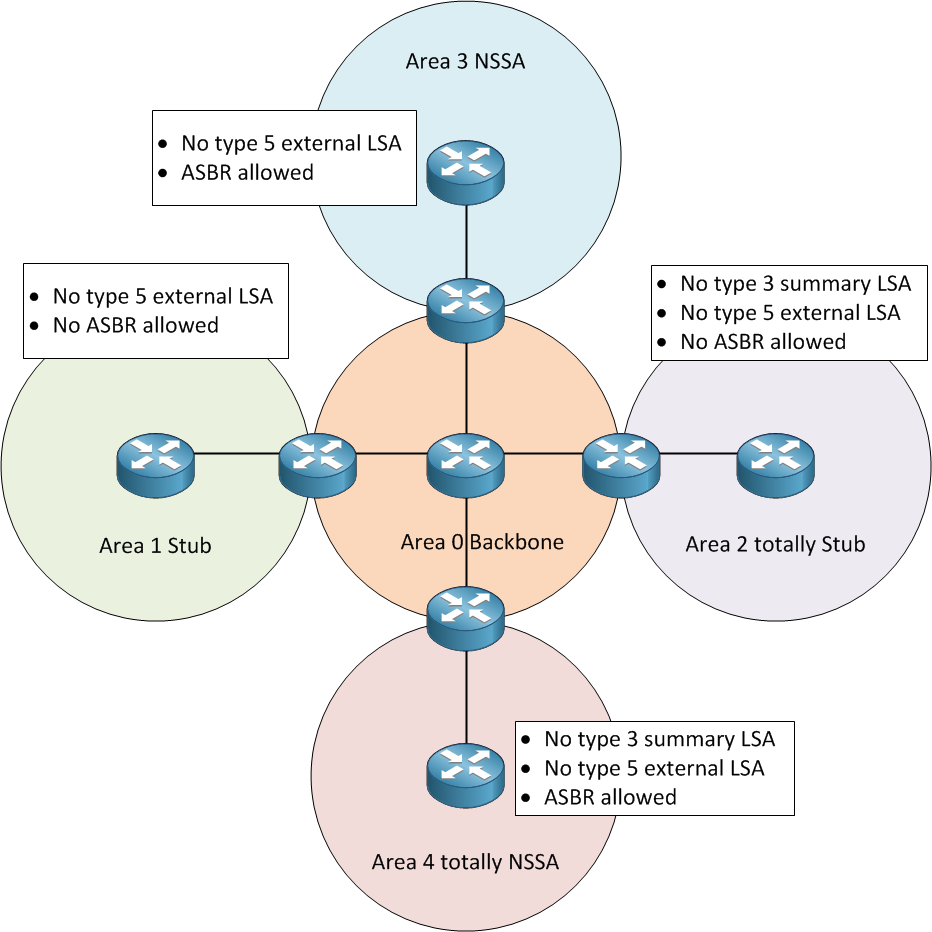 Area 3 NSSA
• No type 5 external LSA
• ASBR allowed
• No type 5 external LSA
• No ASBR allowed
• No type 3 summary LSA
• No type 5 external LSA
• No ASBR allowed
Area 1 Stub
Area 0 Backbone
Area 2 totally Stub
• No type 3 summary LSA
• No type 5 external LSA
• ASBR allowed
Area 4 totally NSSA